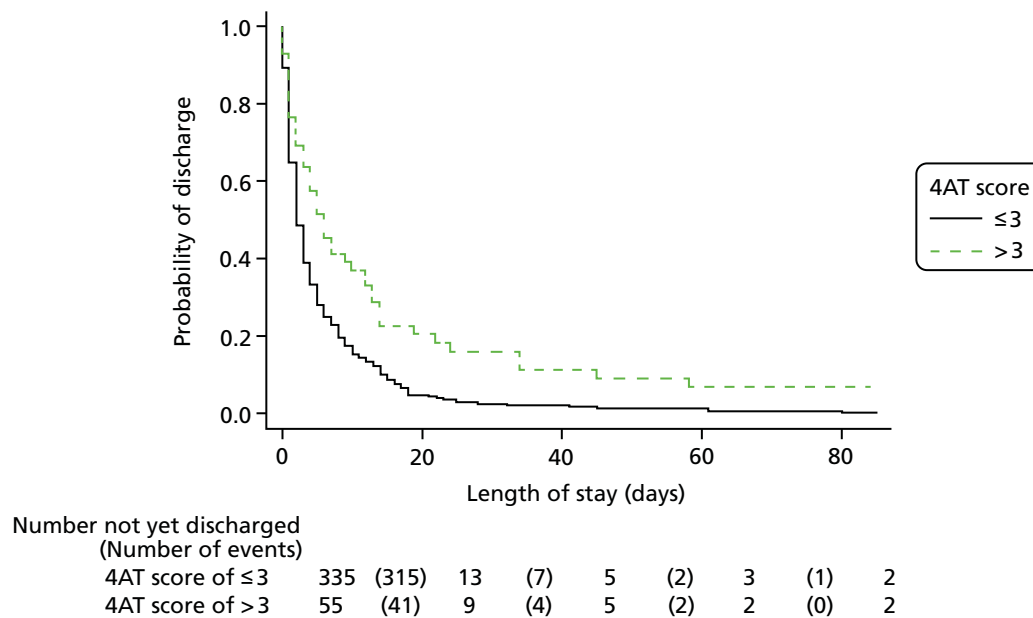 1.0
0.8
0.6
0.4
0.2
0.0
Probability of discharge
0 20 40 60 80
Length of stay (days)
4AT score
≤3
>3
Number not yet discharged
(Number of events)
4AT score of ≤3 335 (315) 13 (7) 5 (2) 3 (1) 2
4AT score of >3 55 (41) 9 (4) 5 (2) 2 (0) 2